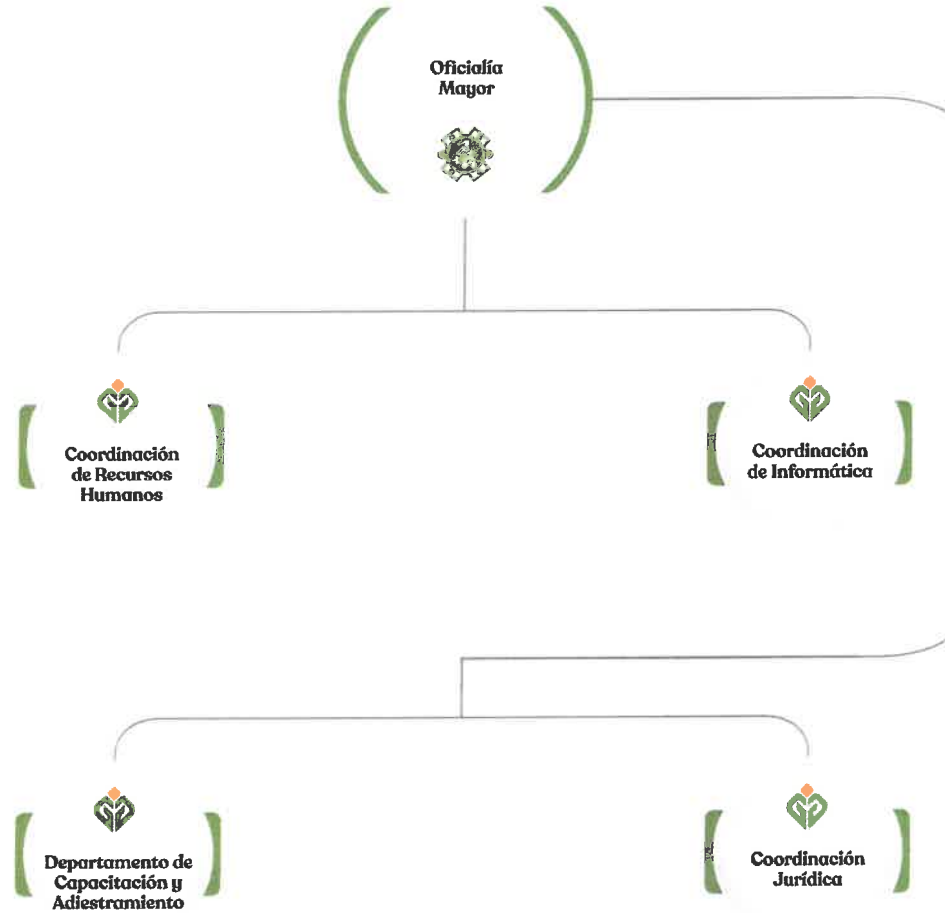 Oficialía
Mayor
Coordinación
de Recursos
Humanos
Coordinación
de Informática
Departamento de
Capacitación y
Adiestramiento
Coordinación
Jurídica